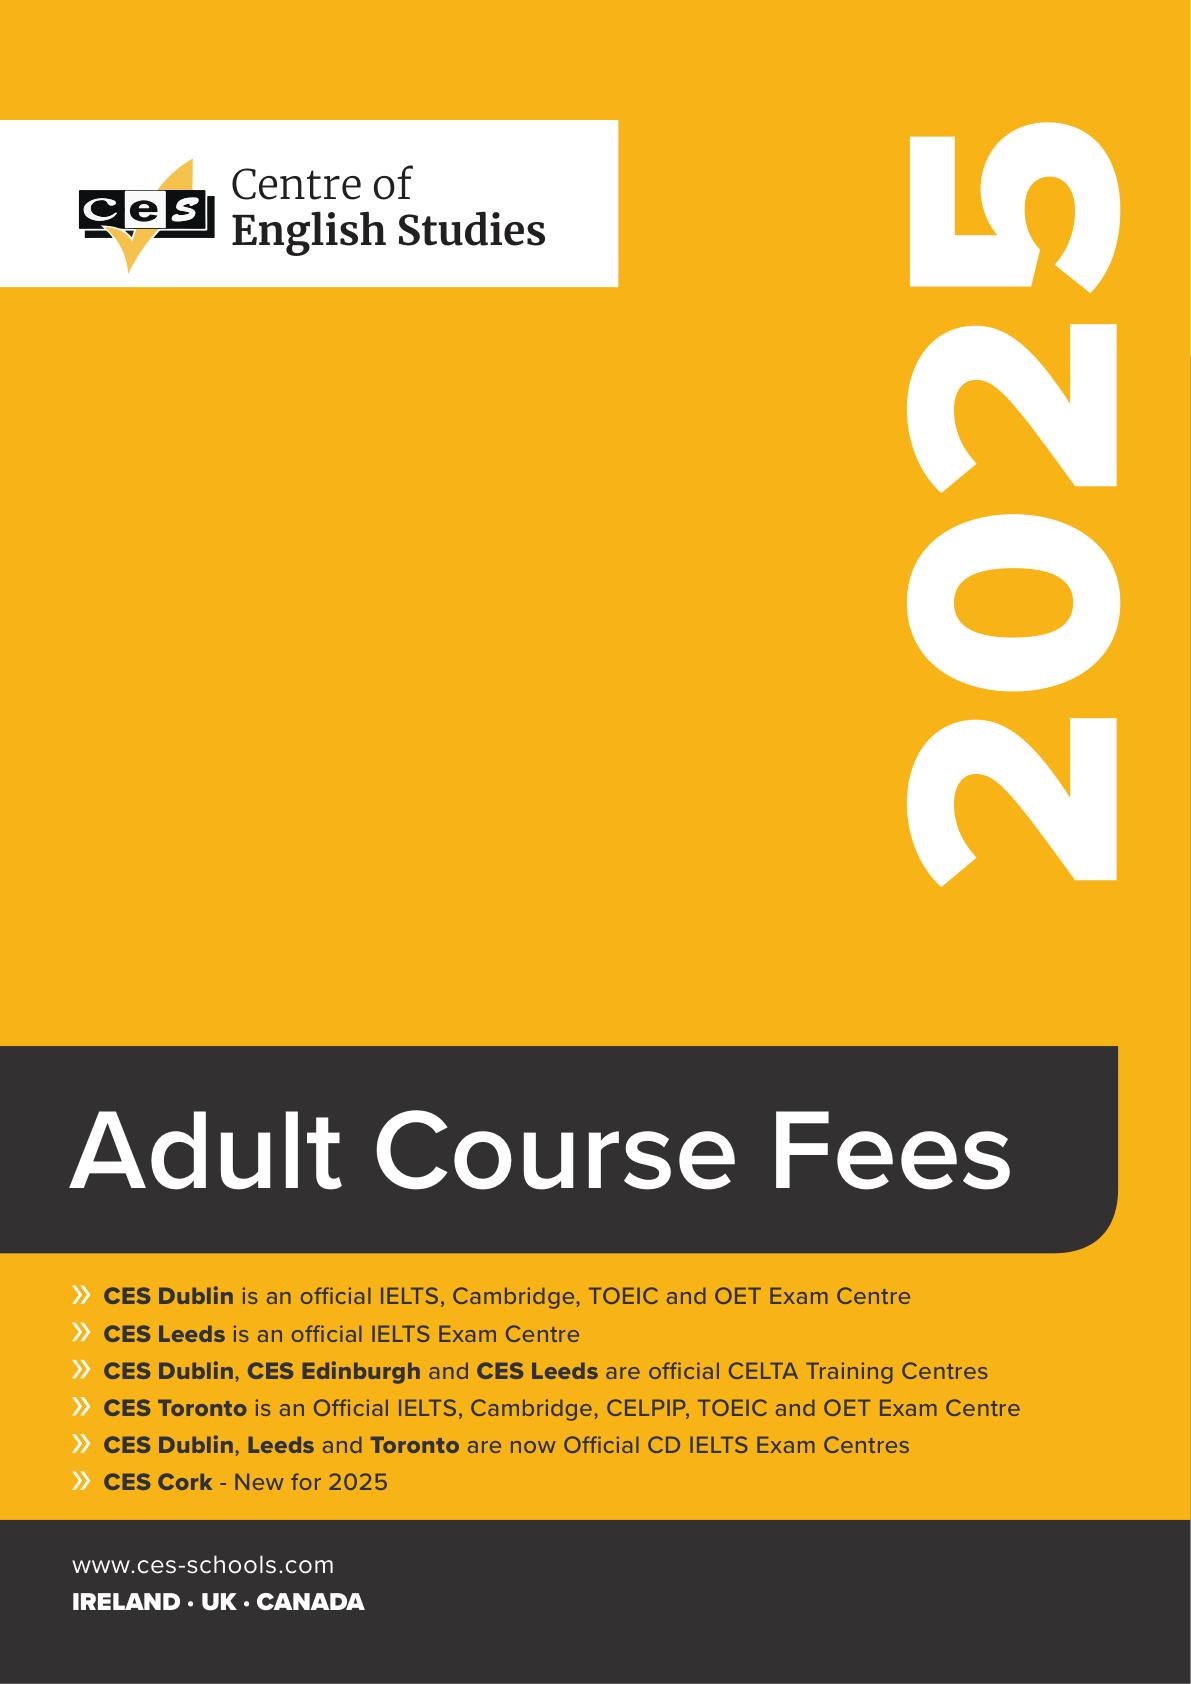 ces
Centre of
English Studies
2025
Adult Course Fees
» CES Dublin is an official IELTS, Cambridge, TOEIC and OET Exam Centre
» CES Leeds is an official IELTS Exam Centre
» CES Dublin, CES Edinburgh and CES Leeds are official CELTA Training Centres
» CES Toronto is an Official IELTS, Cambridge, CELPIP, TOEIC and OET Exam Centre
» CES Dublin, Leeds and Toronto are now Official CD IELTS Exam Centres
» CES Cork - New for 2025
www.ces-schools.com
IRELAND • UK • CANADA